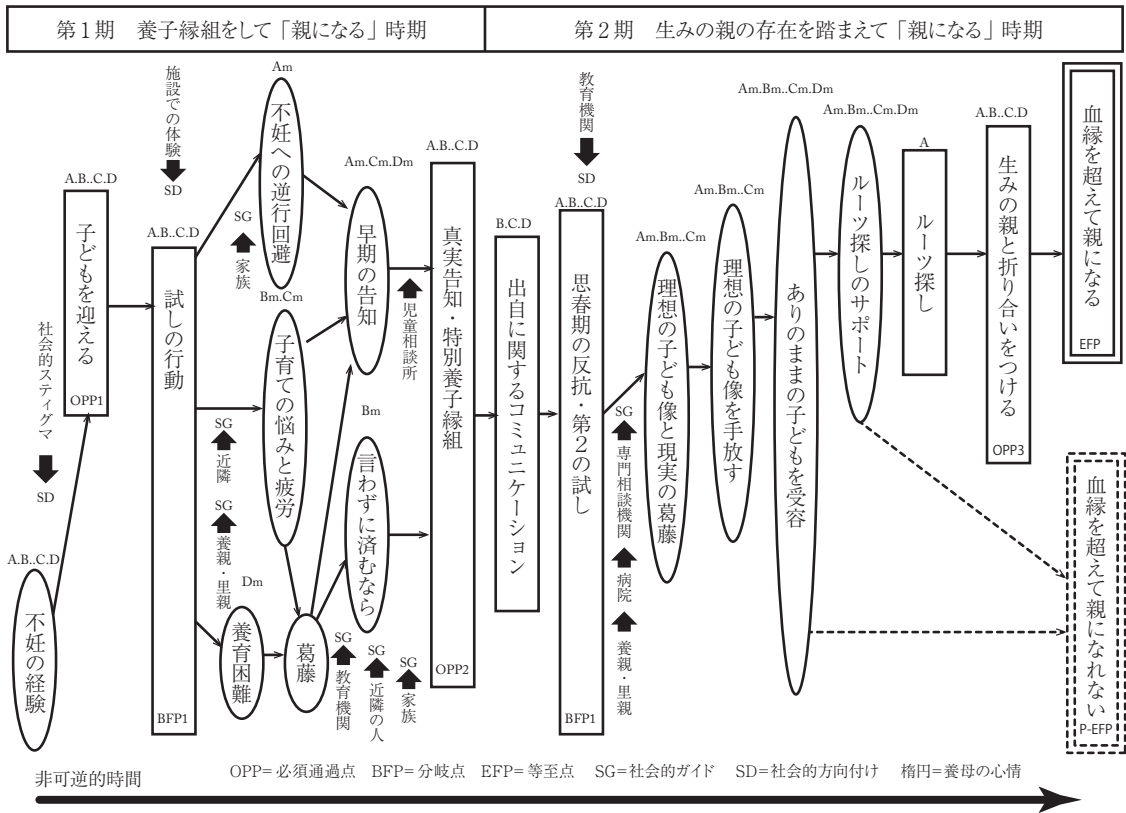 第1期 養子縁組をして「親になる」時期
第2期 生みの親の存在を踏まえて「親になる」時期
不妊の経験
A.B..C.D
社会的スティグマ
SD
A.B..C.D
子どもを迎える
OPP1
施設での体験
SD
A.B..C.D
試しの行動
BFP1
Am
不妊への逆行回避
SG
家族
Bm.Cm
子育ての悩みと疲労
SG
近隣
SG
養親・里親
Dm
養育困難
葛藤
Am.Cm.Dm
早期の告知
Bm
言わずに済むなら
SG
児童相談所
SG
教育機関
SG
近隣の人
SG
家族
A.B..C.D
真実告知・特別養子縁組
OPP2
B.C.D
出自に関するコミュニケーション
教育機関
SD
A.B..C.D
思春期の反抗・第2の試し
BFP1
SG
専門相談機関
病院
養親・里親
Am.Bm..Cm
理想の子ども像と現実の葛藤
Am.Bm..Cm
理想の子ども像を手放す
Am.Bm..Cm.Dm
ありのままの子どもを受容
Am.Bm..Cm.Dm
ルーツ探しのサポート
A
ルーツ探し
A.B..C.D
生みの親と折り合いをつける
OPP3
血縁を超えて親になる
EFP
血縁を超えて親になれない
P-EFP
非可逆的時間
OPP=必須通過点 BFP=分岐点 EFP=等至点 SG=社会的ガイド SD=社会的方向付け 楕円=養母の心情